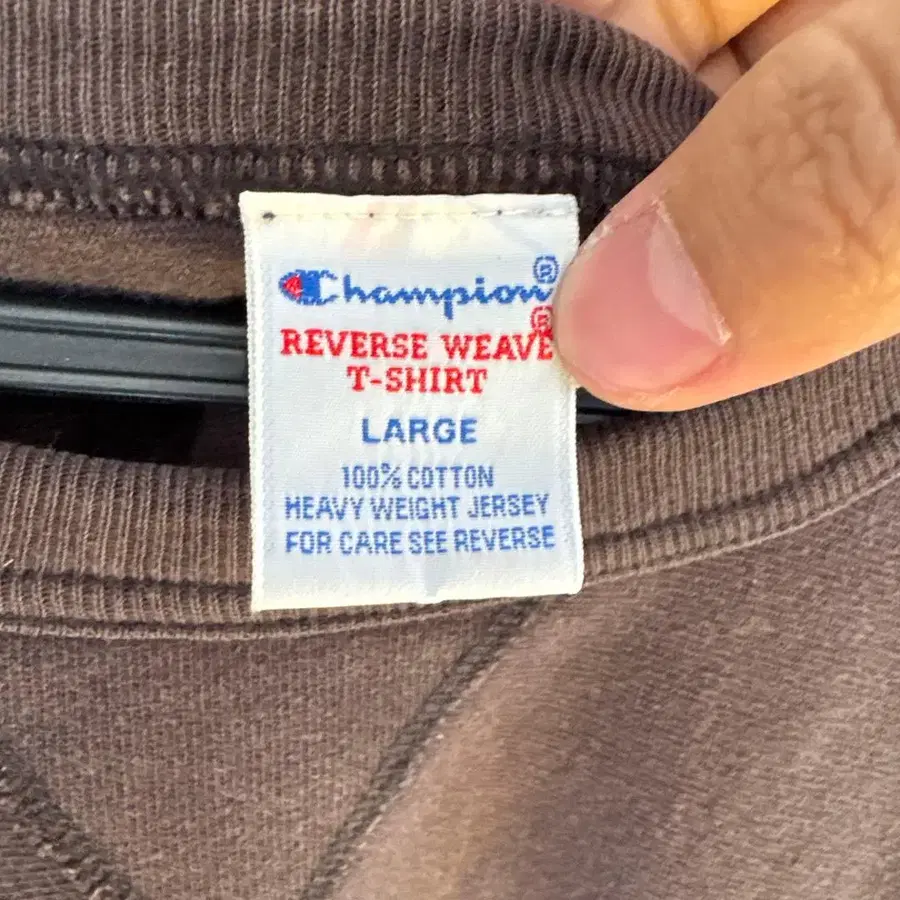 Champion®
REVERSE WEAVE®
T-SHIRT
LARGE
100% COTTON
HEAVY WEIGHT JERSEY
FOR CARE SEE REVERSE